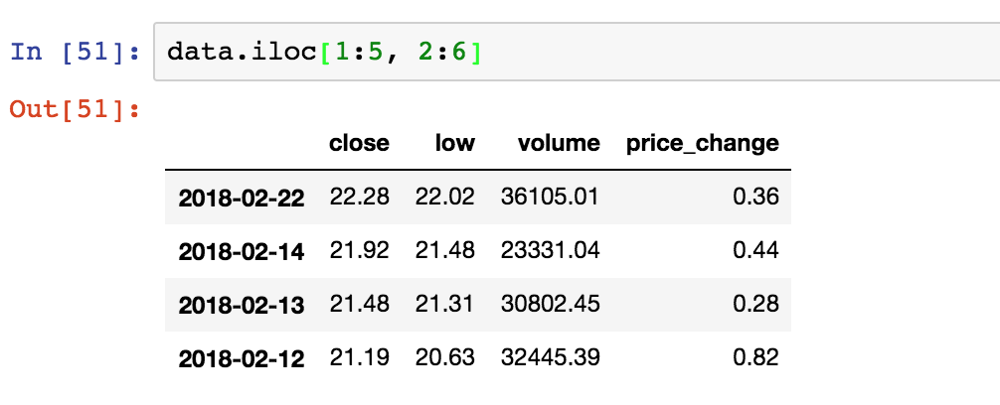 In [51]: data.iloc[1:5, 2:6]
Out[51]:
close low volume price_change
2018-02-22 22.28 22.02 36105.01 0.36
2018-02-14 21.92 21.48 23331.04 0.44
2018-02-13 21.48 21.31 30802.45 0.28
2018-02-12 21.19 20.63 32445.39 0.82